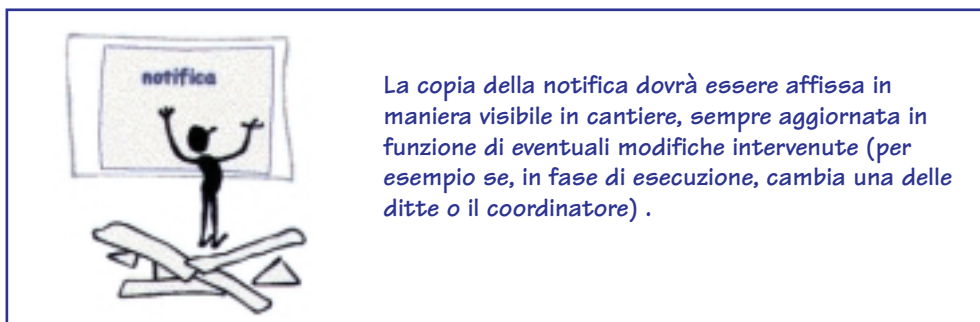 notifica
La copia della notifica dovrà essere affissa in
maniera visibile in cantiere, sempre aggiornata in
funzione di eventuali modifiche intervenute (per
esempio se, in fase di esecuzione, cambia una delle
ditte o il coordinatore) .